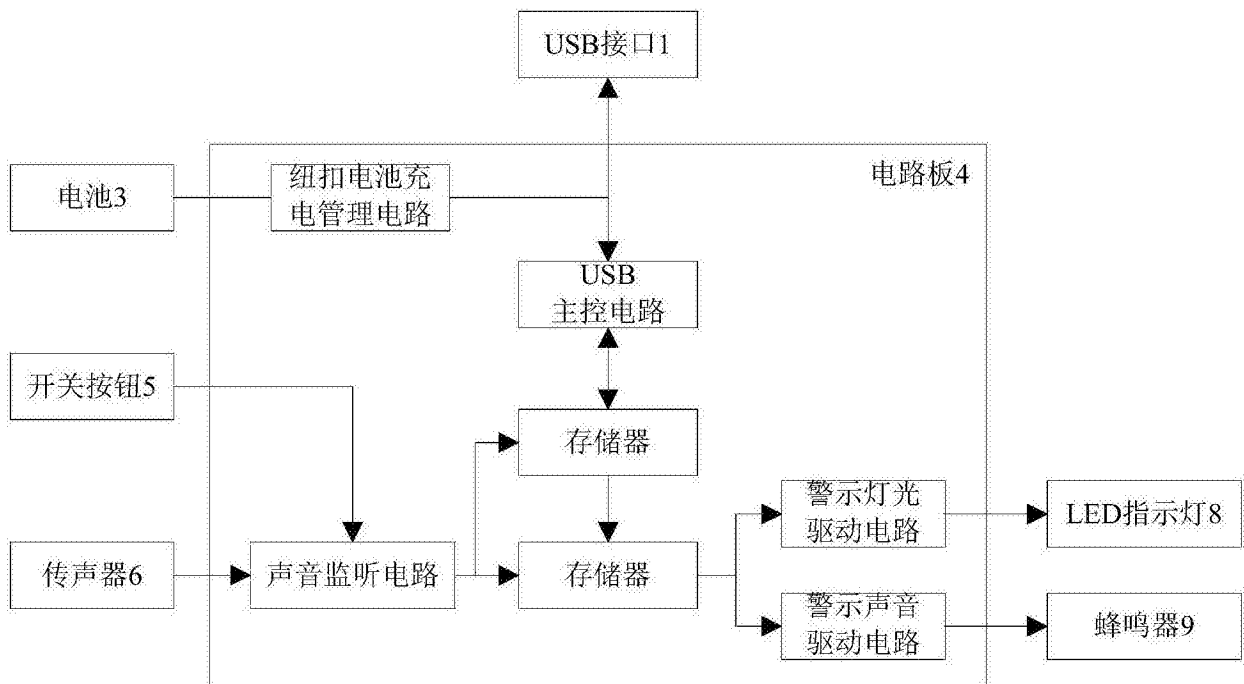 USB接口1
电路板4
电池3
纽扣电池充
电管理电路
USB
主控电路
开关按钮5
存储器
警示灯光
驱动电路
LED指示灯8
传声器6
声音监听电路
存储器
警示声音
驱动电路
蜂鸣器9